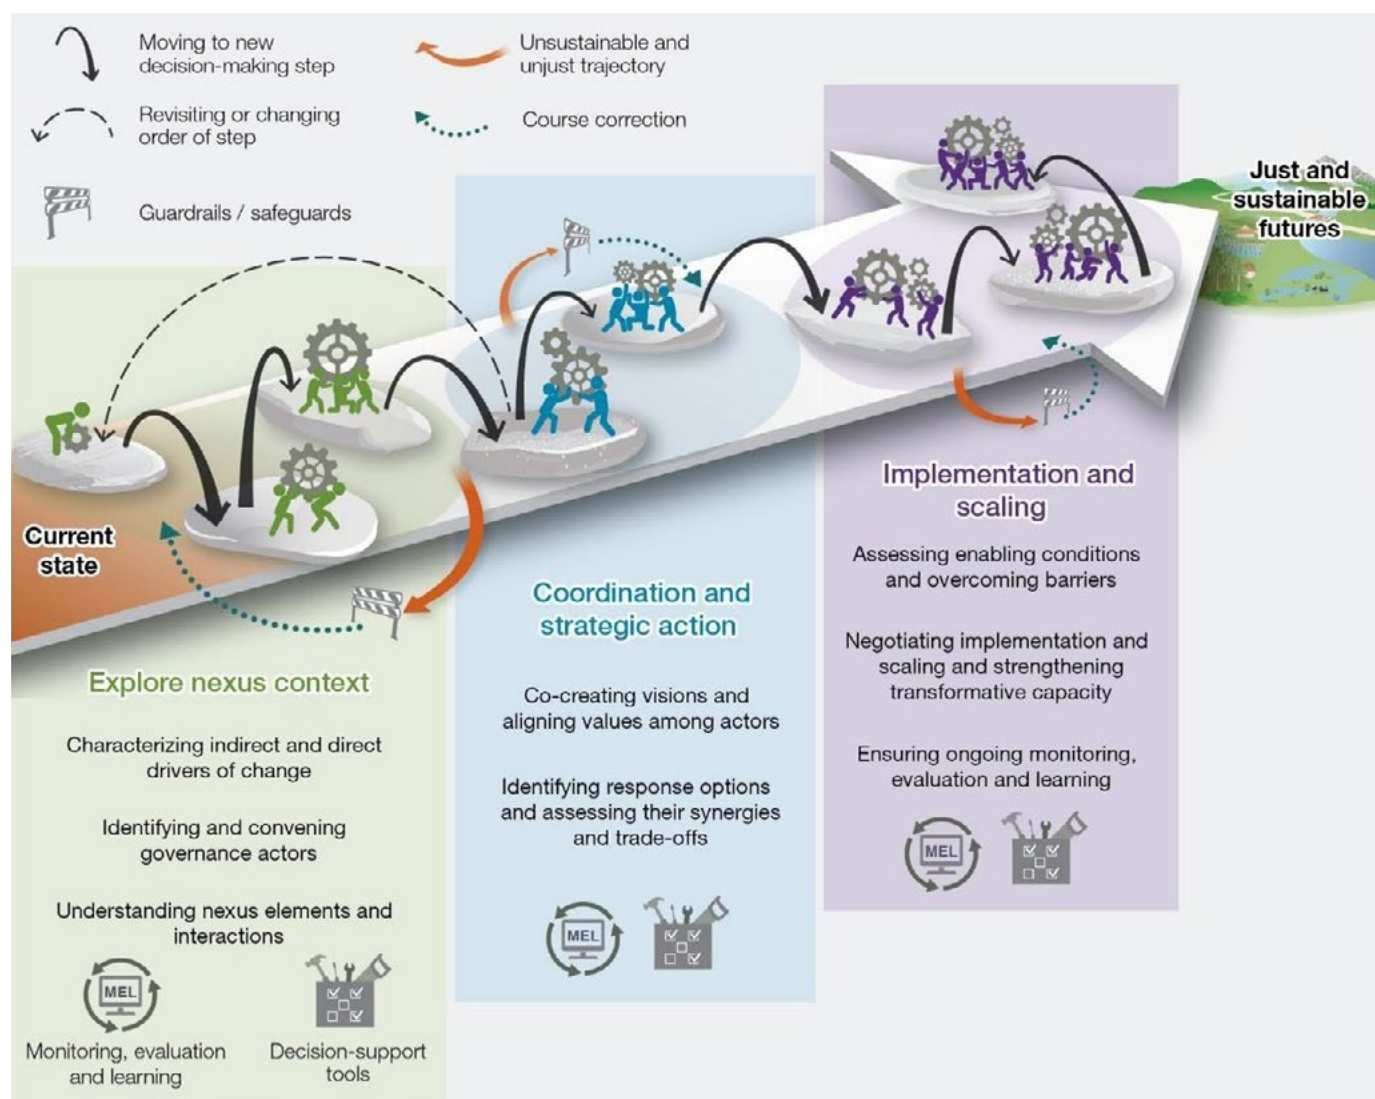 Moving to new
decision-making step
Unsustainable and
unjust trajectory
Revisiting or changing
order of step
Course correction
Guardrails / safeguards
Just and
sustainable
futures
Current
state
Explore nexus context
Characterizing indirect and direct
drivers of change
Identifying and convening
governance actors
Understanding nexus elements and
interactions
MEL
Monitoring, evaluation
and learning
Decision-support
tools
Coordination and
strategic action
Co-creating visions and
aligning values among actors
Identifying response options
and assessing their synergies
and trade-offs
MEL
Implementation and
scaling
Assessing enabling conditions
and overcoming barriers
Negotiating implementation and
scaling and strengthening
transformative capacity
Ensuring ongoing monitoring,
evaluation and learning
MEL